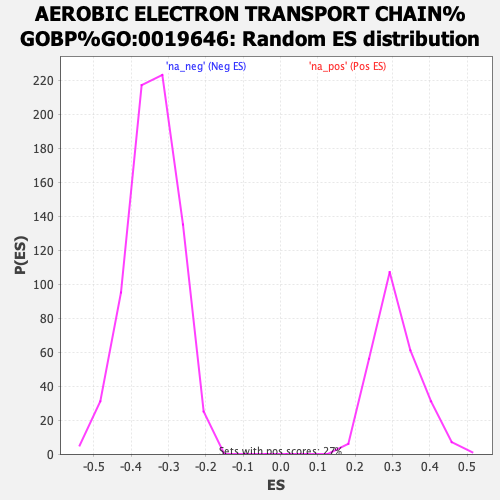 AEROBIC ELECTRON TRANSPORT CHAIN%
GOBP%GO:0019646: Random ES distribution
'na_neg' (Neg ES)
'na_pos' (Pos ES)
220
200
180
160
140
120
100
80
60
40
20
0
P(ES)
Sets with pos scores: 27%
-0.5 -0.4 -0.3 -0.2 -0.1 0.0 0.1 0.2 0.3 0.4 0.5
ES